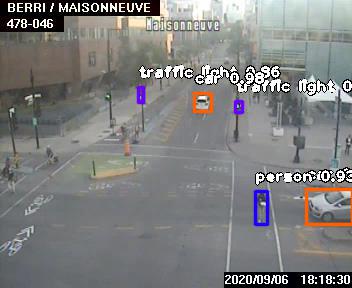 BERRI / MAISONNEUVE
478-046
Maisonneuve
traffic light 0.96
car 0.98
traffic light 0
person 0.93
2020/09/06 18:18:30